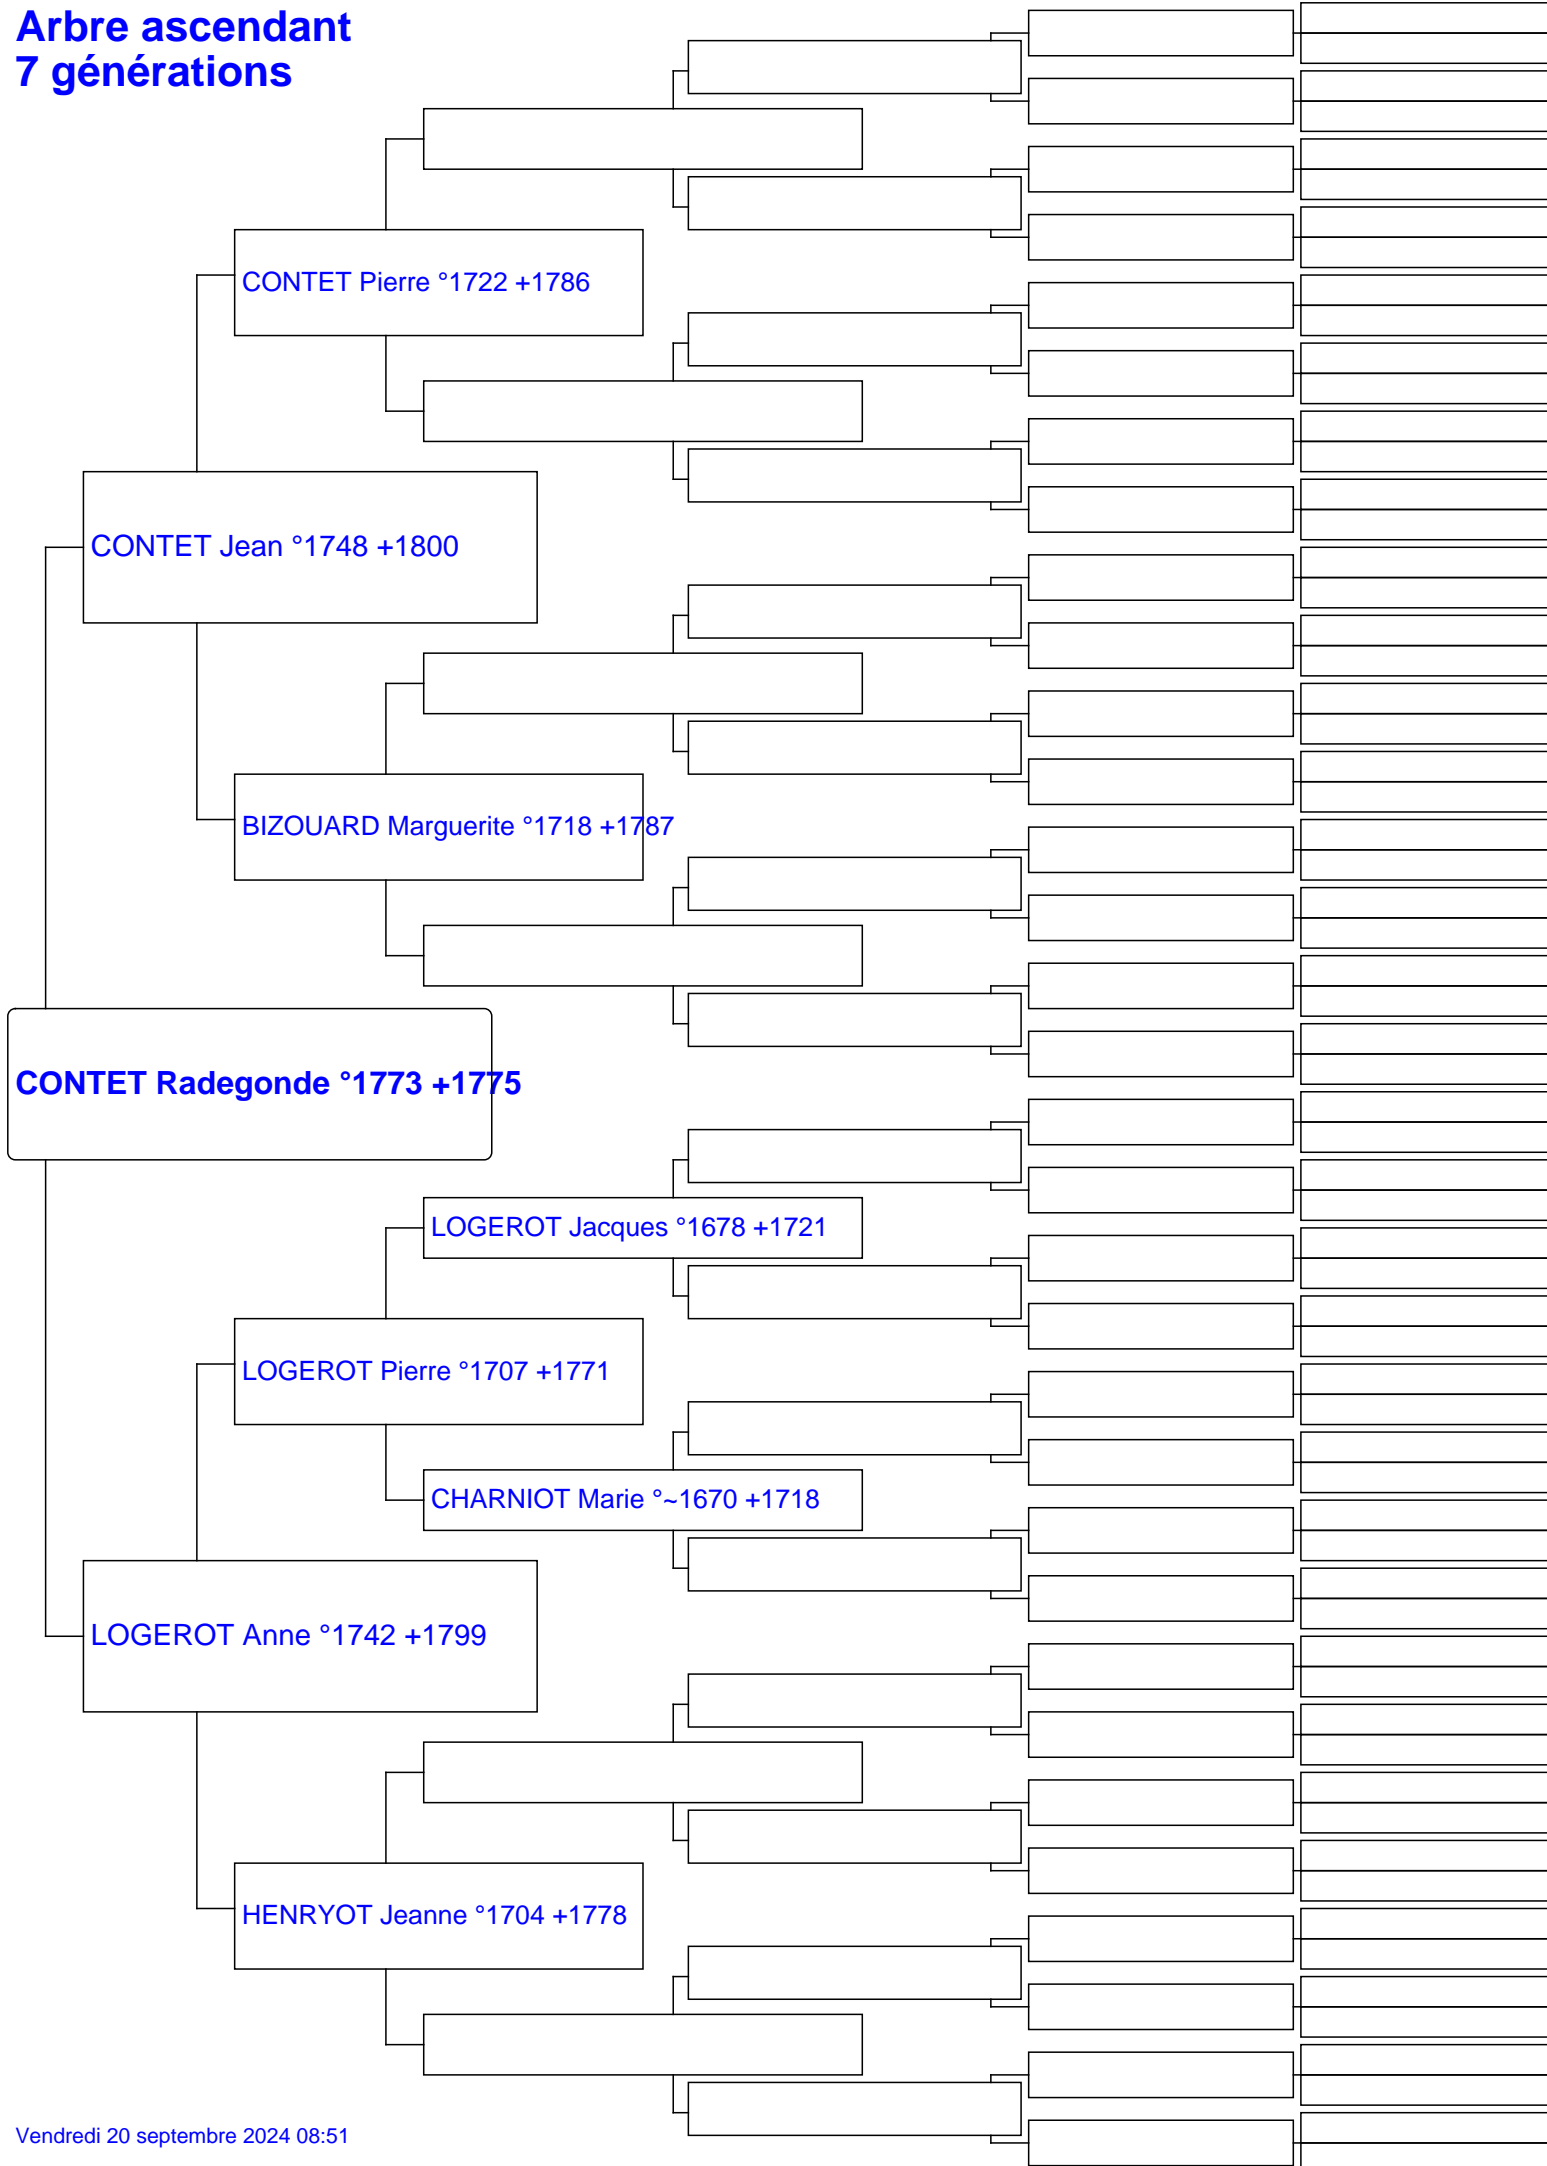 Arbre ascendant
7 générations
CONTET Pierre °1722 +1786
CONTET Jean °1748 +1800
BIZOUARD Marguerite °1718 +1787
CONTET Radegonde °1773 +1775
LOGEROT Jacques °1678 +1721
LOGEROT Pierre °1707 +1771
CHARNIOT Marie °~1670 +1718
LOGEROT Anne °1742 +1799
HENRYOT Jeanne °1704 +1778
Vendredi 20 septembre 2024 08:51